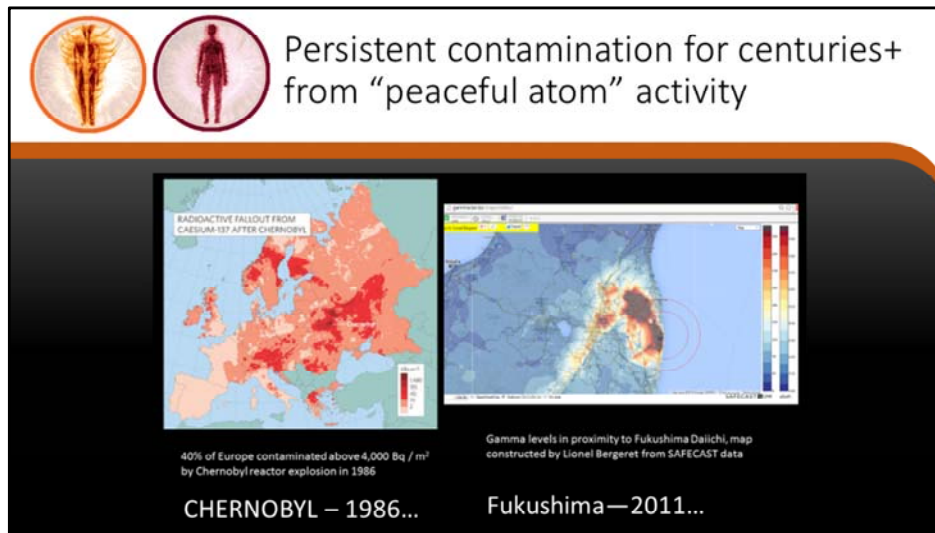 Persistent contamination for centuries+
from “peaceful atom” activity
RADIOACTIVE FALLOUT FROM
CAESIUM-137 AFTER CHERNOBYL
40% of Europe contaminated above 4,000 Bq / m²
by Chernobyl reactor explosion in 1986
Gamma levels in proximity to Fukushima Daiichi, map
constructed by Lionel Bergeret from SAFECAST data
SAFECAST
CHERNOBYL – 1986…
Fukushima—2011…